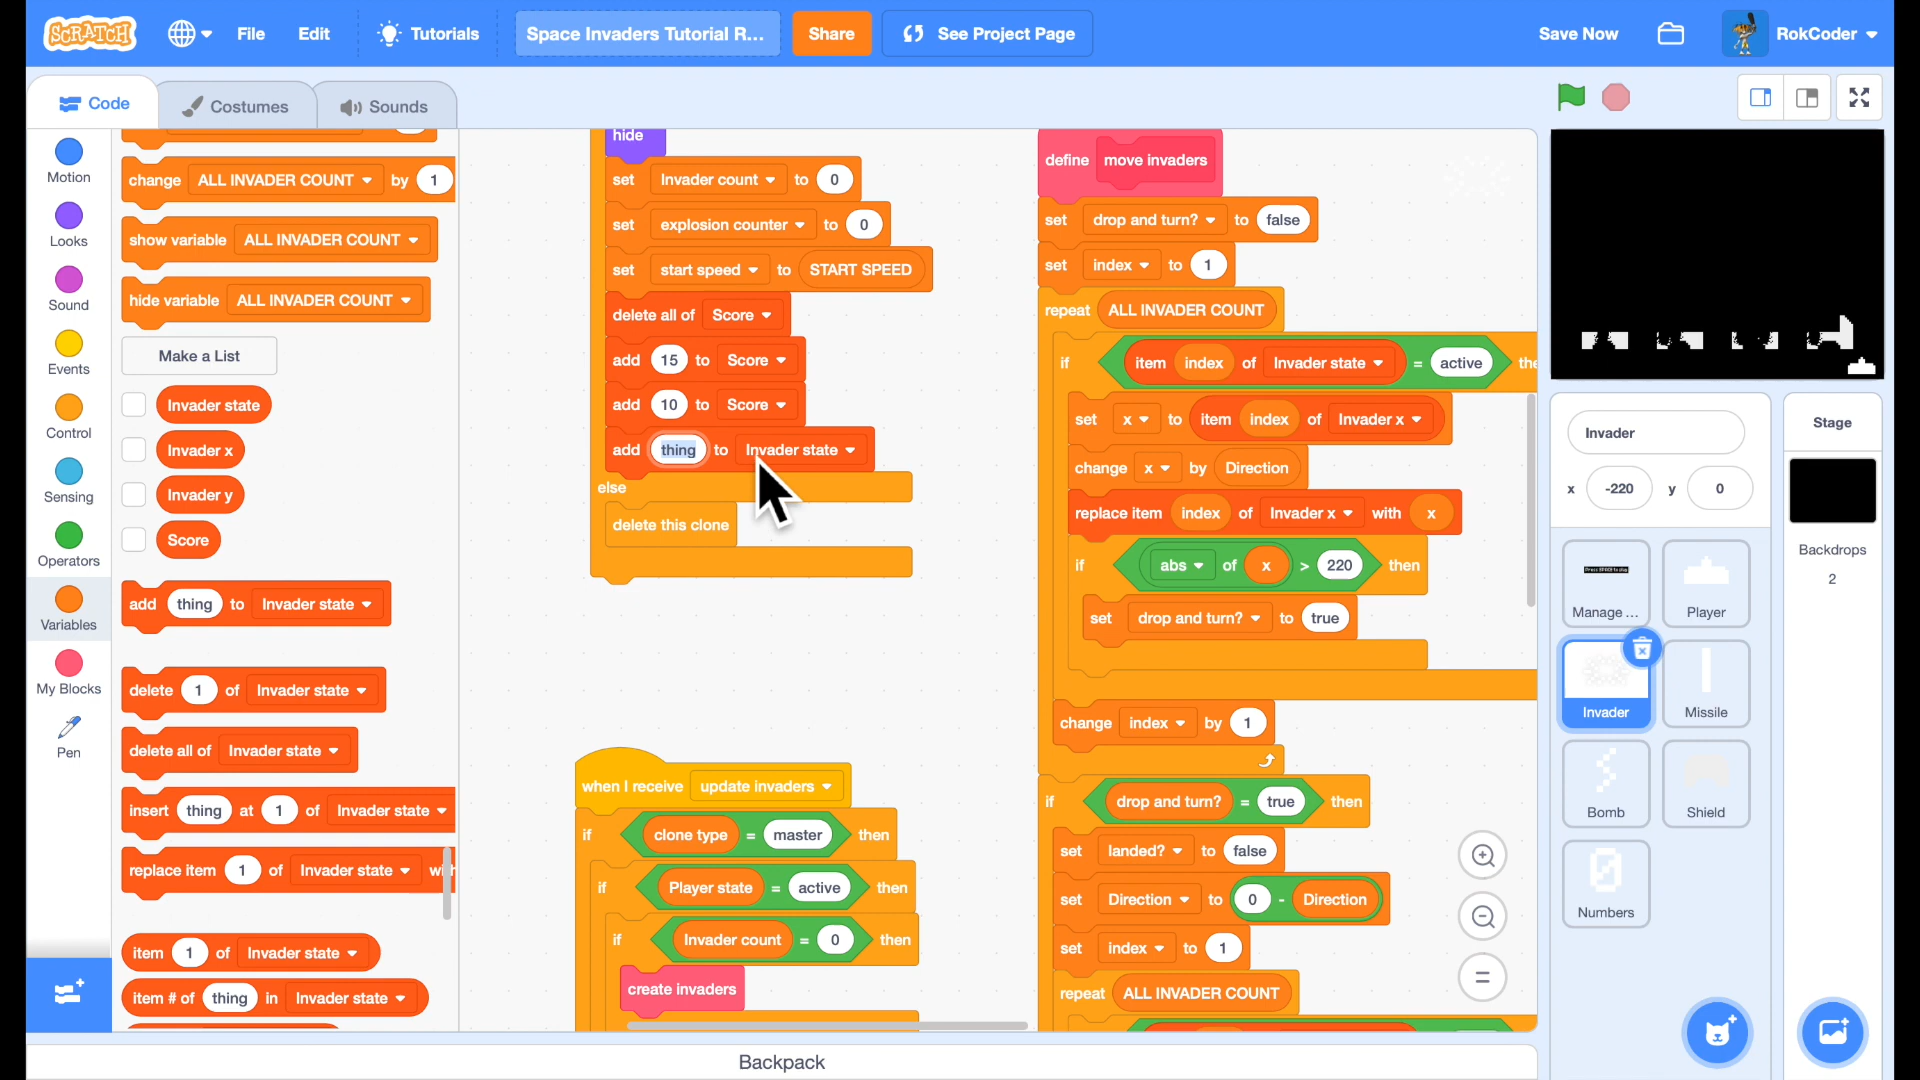 SCRATCH File Edit Tutorials Space Invaders Tutorial R... Share See Project Page Save Now RokCoder
Code Costumes Sounds
Motion
Looks
Sound
Events
Control
Sensing
Operators
Variables
My Blocks
Pen
change ALL INVADER COUNT by 1
show variable ALL INVADER COUNT
hide variable ALL INVADER COUNT
Make a List
Invader state
Invader x
Invader y
Score
add thing to Invader state
delete 1 of Invader state
delete all of Invader state
insert thing at 1 of Invader state
replace item 1 of Invader state
item 1 of Invader state
item # of thing in Invader state
hide
set Invader count to 0
set explosion counter to 0
set start speed to START SPEED
delete all of Score
add 15 to Score
add 10 to Score
add thing to Invader state
else
delete this clone
when I receive update invaders
if clone type = master then
if Player state = active then
if Invader count = 0 then
create invaders
define move invaders
set drop and turn? to false
set index to 1
repeat ALL INVADER COUNT
if item index of Invader state = active
set x to item index of Invader x
change x by Direction
replace item index of Invader x with x
if abs of x > 220 then
set drop and turn? to true
change index by 1
if drop and turn? = true then
set landed? to false
set Direction to 0 - Direction
set index to 1
repeat ALL INVADER COUNT
Invader
x -220 y 0
Press SPACE to play
Manage ...
Player
Invader
Missile
Bomb
Shield
0
Numbers
Stage
Backdrops
2
Backpack